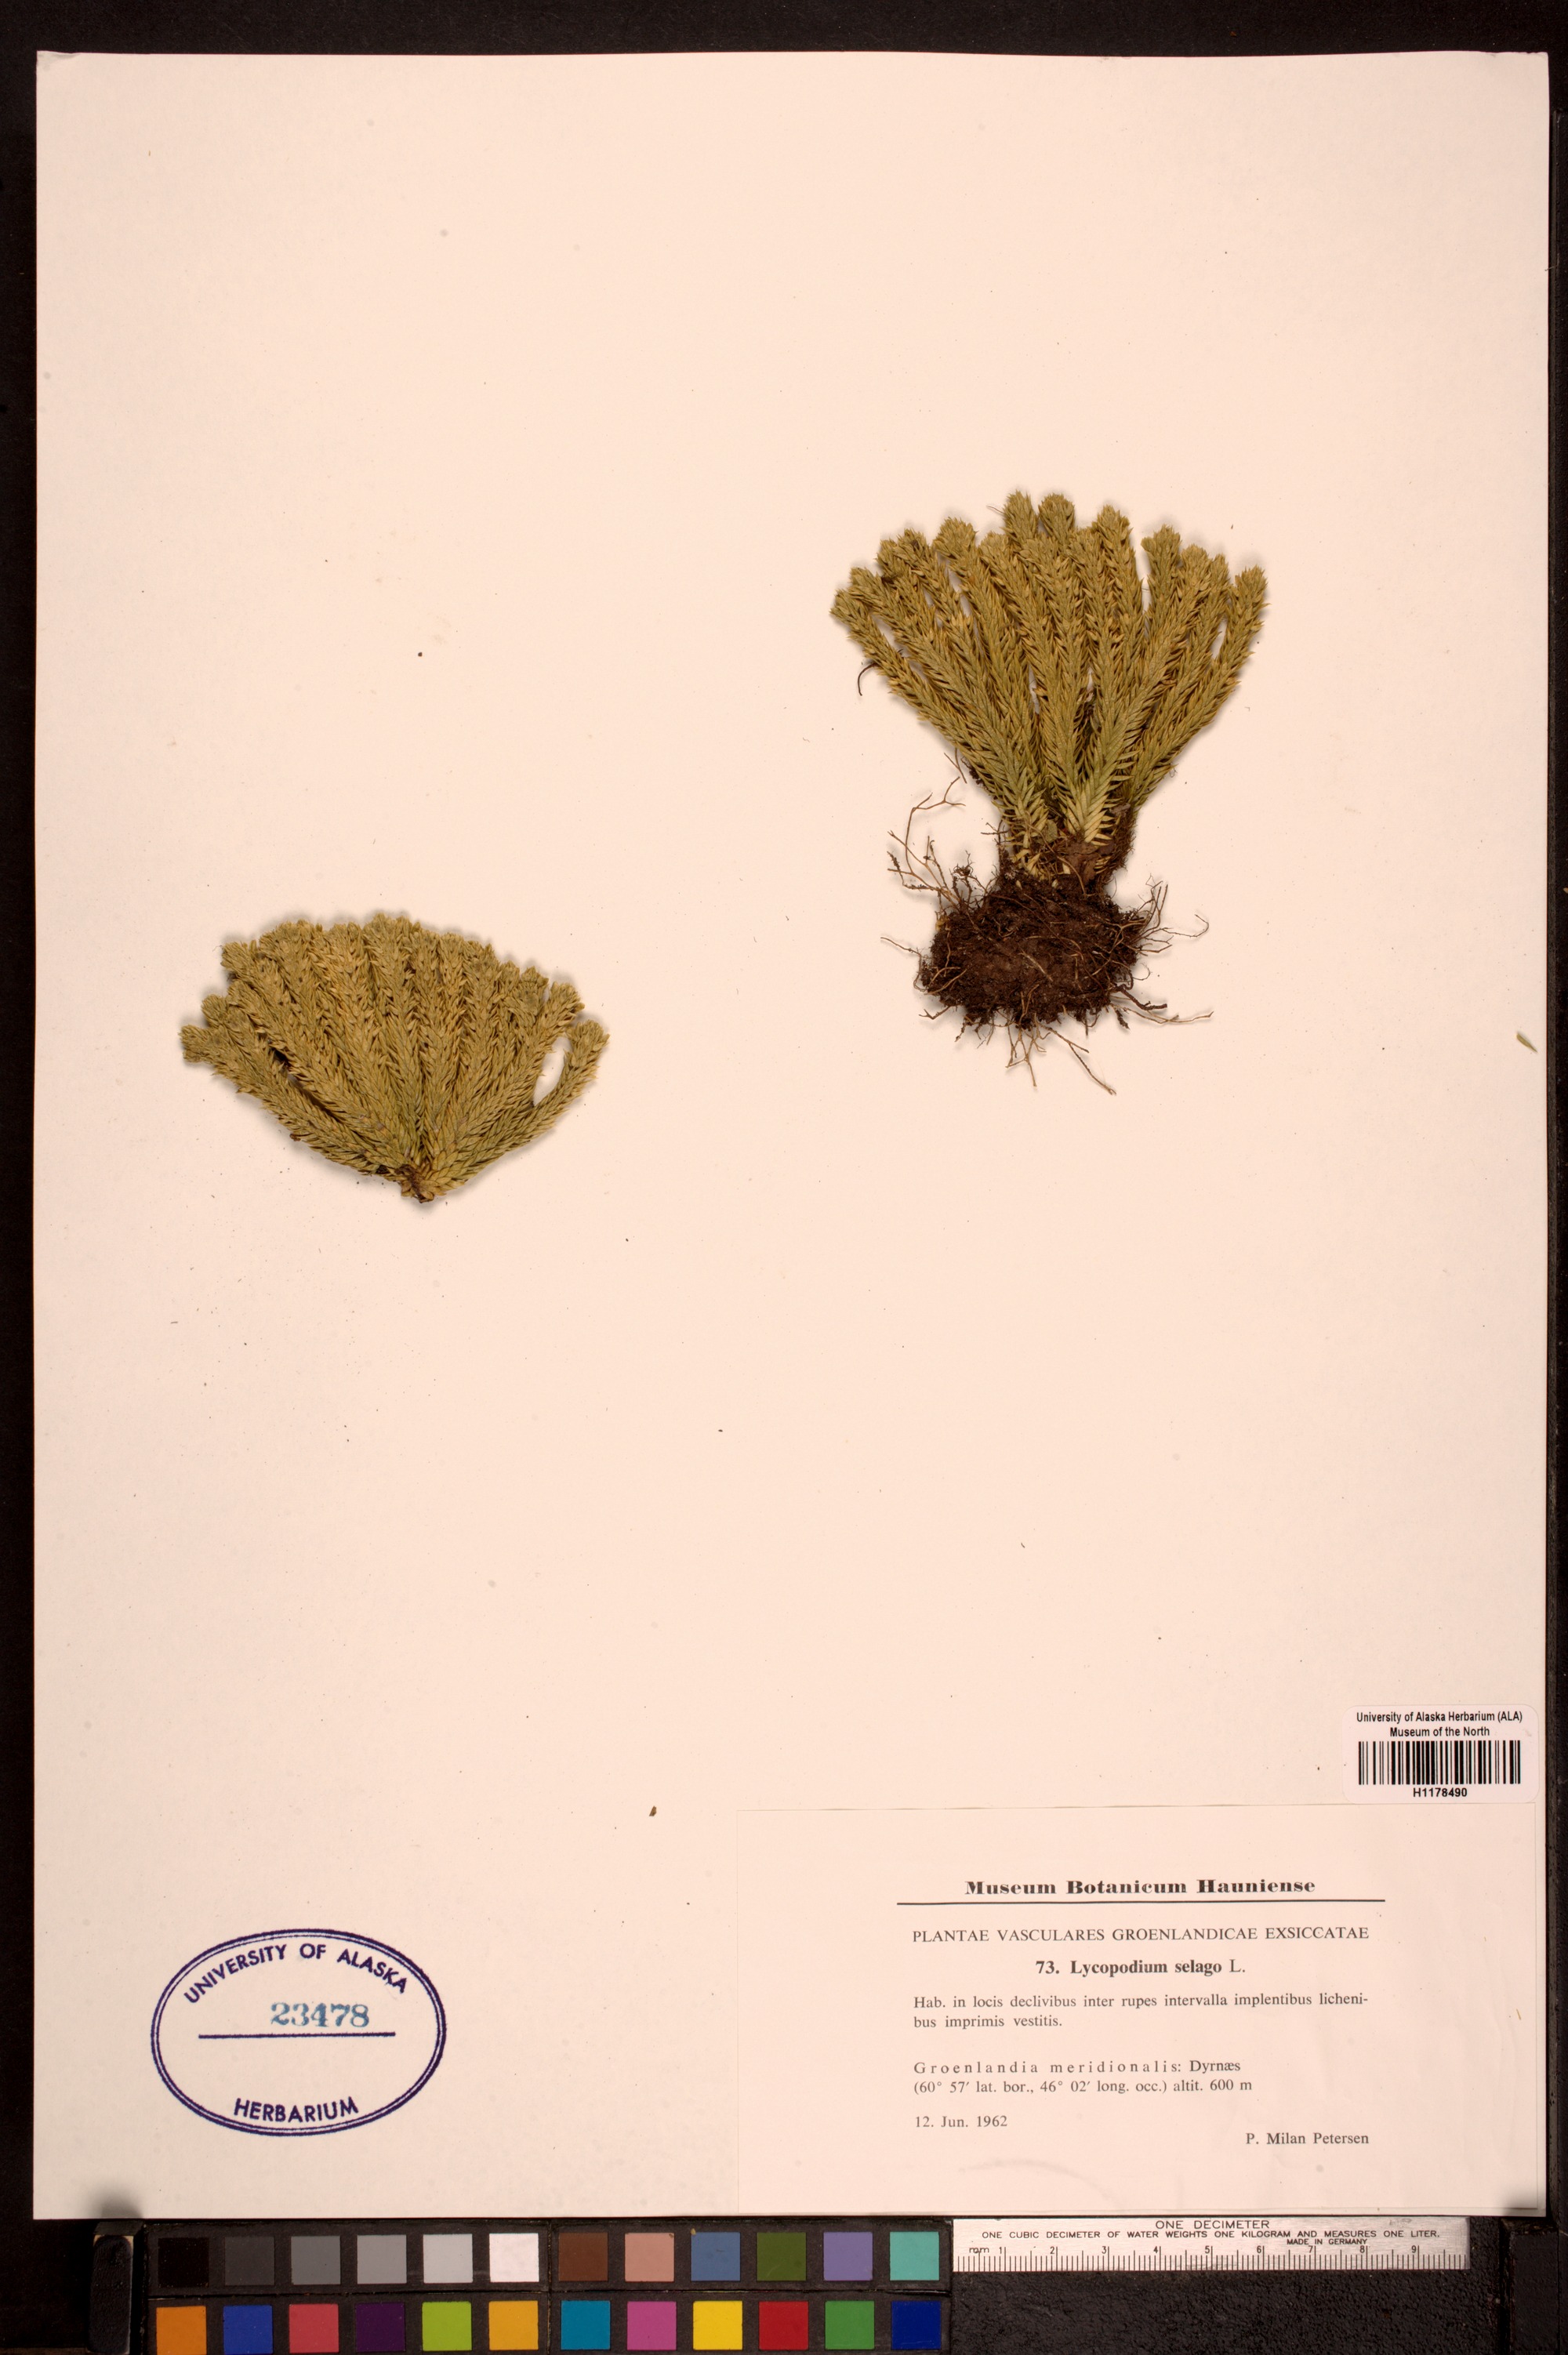 University of Alaska Herbarium (ALA)
Museum of the North
H1178490
Museum Botanicum Hauniense
PLANTAE VASCULARES GROENLANDICAE EXSICCATAE
73. Lycopodium selago L.
Hab. in locis declivibus inter rupes intervalla implentibus licheni-
bus imprimis vestitis.
Groenlandia meridionalis: Dyrnæs
(60° 57′ lat. bor., 46° 02′ long. occ.) altit. 600 m
12. Jun. 1962
P. Milan Petersen
UNIVERSITY OF ALASKA
23478
HERBARIUM
ONE DECIMETER
ONE CUBIC DECIMETER OF WATER WEIGHTS ONE KILOGRAM AND MEASURES ONE LITER.
MADE IN GERMANY
mm 1 2 3 4 5 6 7 8 9